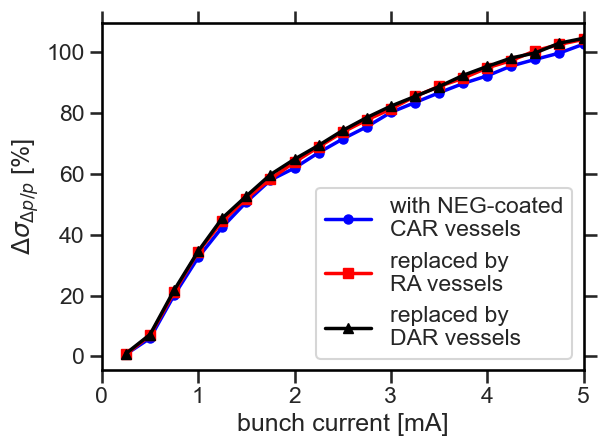 Δσ_{Δp/p} [%]
100
80
60
40
20
0
0 1 2 3 4 5
bunch current [mA]
with NEG-coated
CAR vessels
replaced by
RA vessels
replaced by
DAR vessels